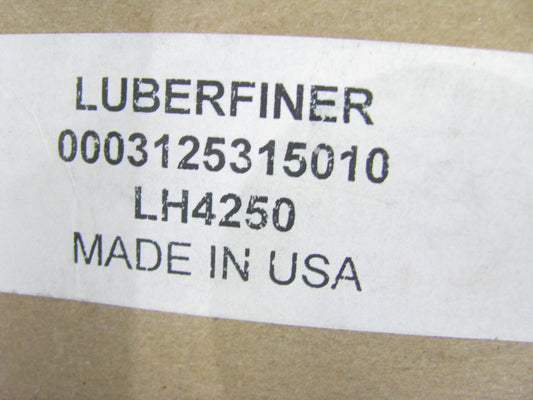 LUBERFINER
0003125315010
LH4250
MADE IN USA